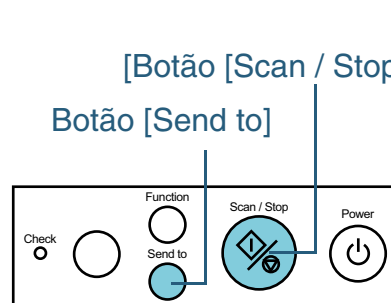 [Botão [Scan / Stop
Botão [Send to]
Function
Scan / Stop
Power
Check
Send to